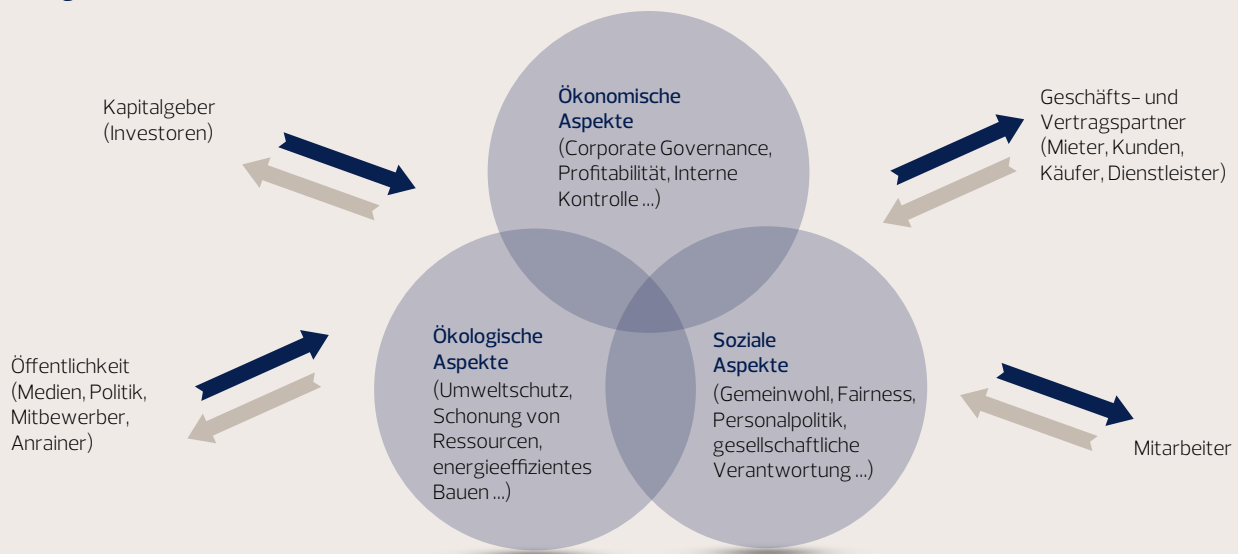 Ökonomische
Aspekte
(Corporate Governance,
Profitabilität, Interne
Kontrolle ...)
Kapitalgeber
(Investoren)
Geschäfts- und
Vertragspartner
(Mieter, Kunden,
Käufer, Dienstleister)
Öffentlichkeit
(Medien, Politik,
Mitbewerber,
Anrainer)
Ökologische
Aspekte
(Umweltschutz,
Schonung von
Ressourcen,
energieeffizientes
Bauen ...)
Soziale
Aspekte
(Gemeinwohl, Fairness,
Personalpolitik,
gesellschaftliche
Verantwortung ...)
Mitarbeiter